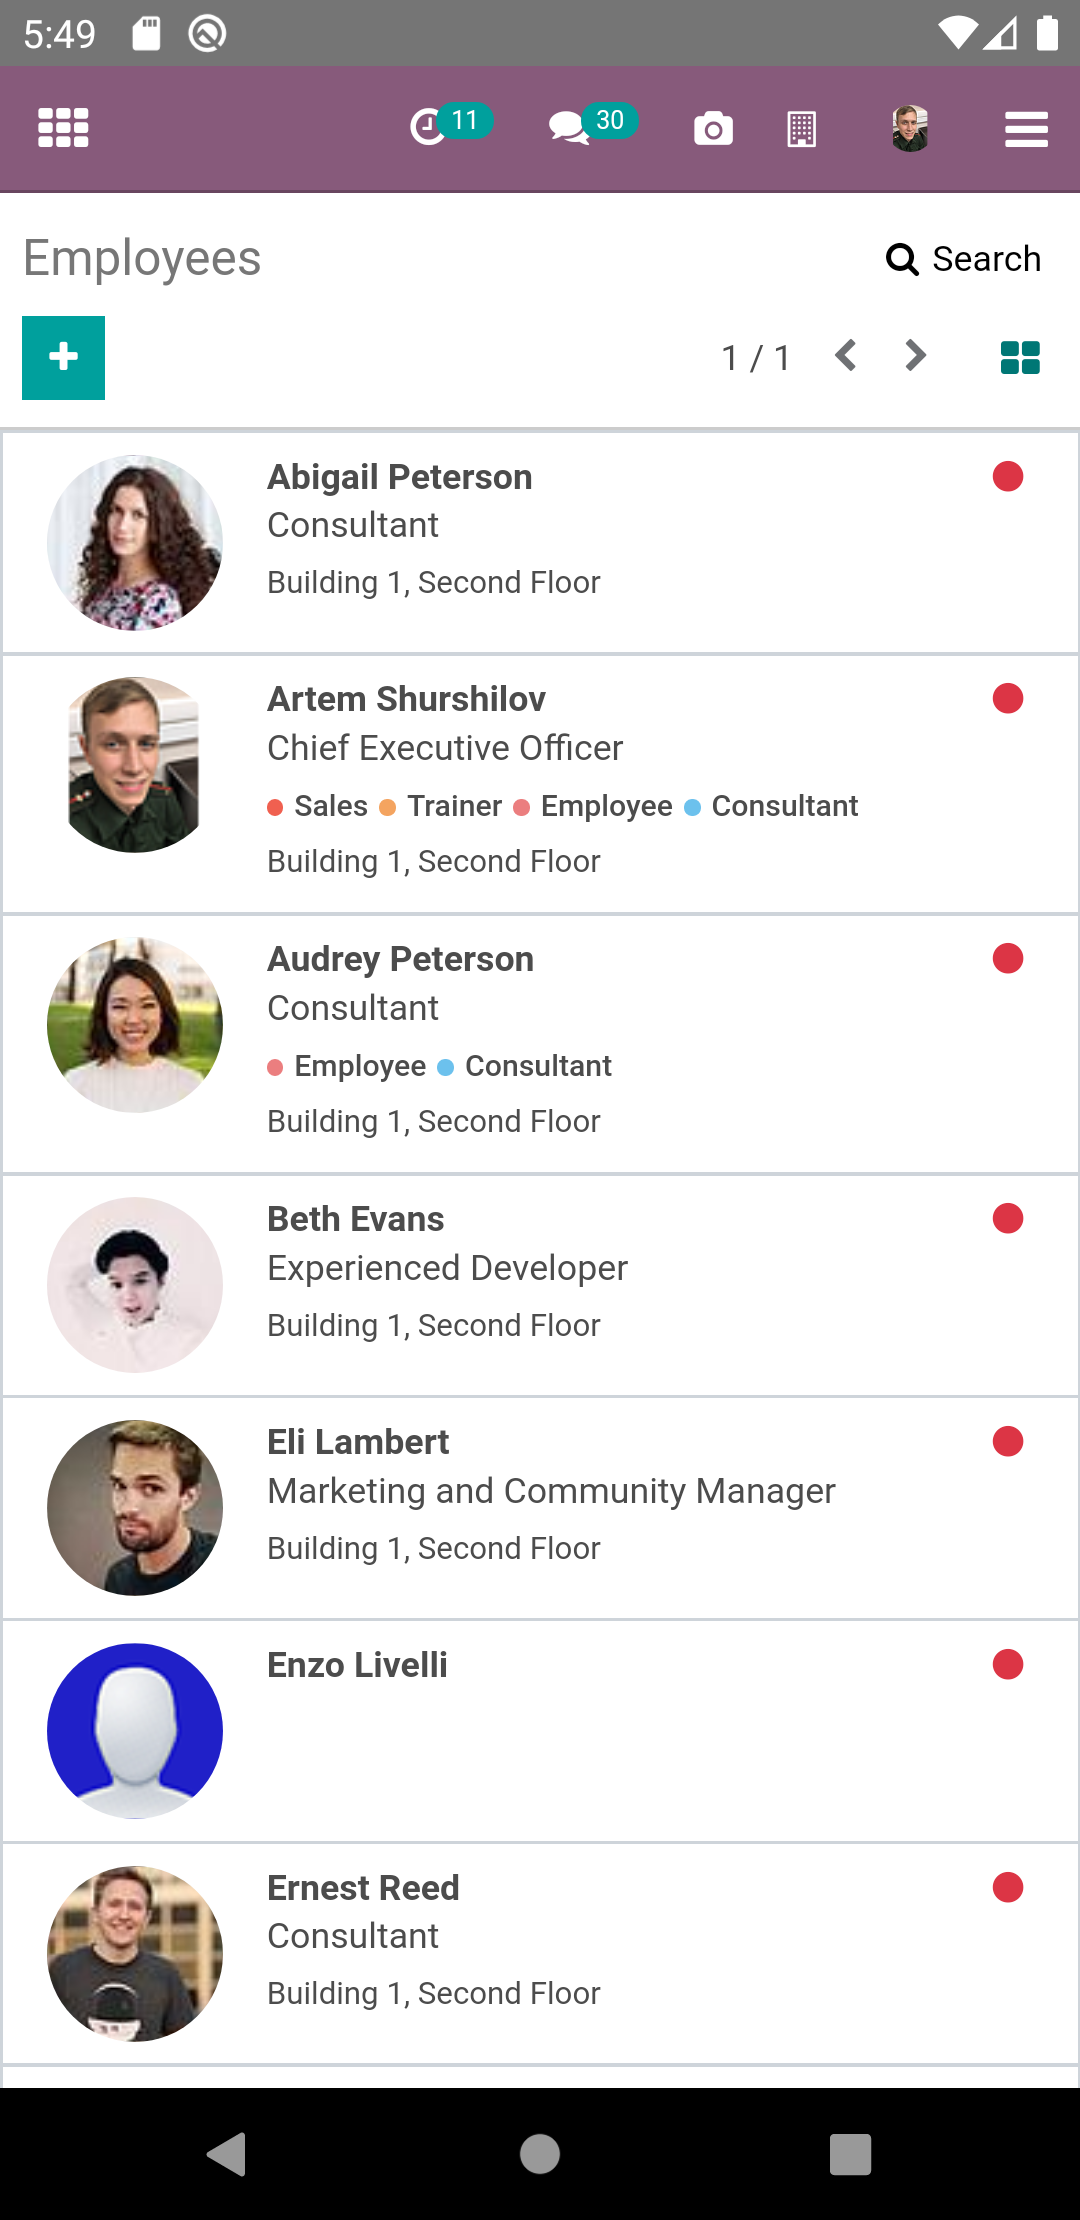 5:49
11
30
Employees
Search
1 / 1
Abigail Peterson
Consultant
Building 1, Second Floor
Artem Shurshilov
Chief Executive Officer
Sales Trainer Employee Consultant
Building 1, Second Floor
Audrey Peterson
Consultant
Employee Consultant
Building 1, Second Floor
Beth Evans
Experienced Developer
Building 1, Second Floor
Eli Lambert
Marketing and Community Manager
Building 1, Second Floor
Enzo Livelli
Ernest Reed
Consultant
Building 1, Second Floor